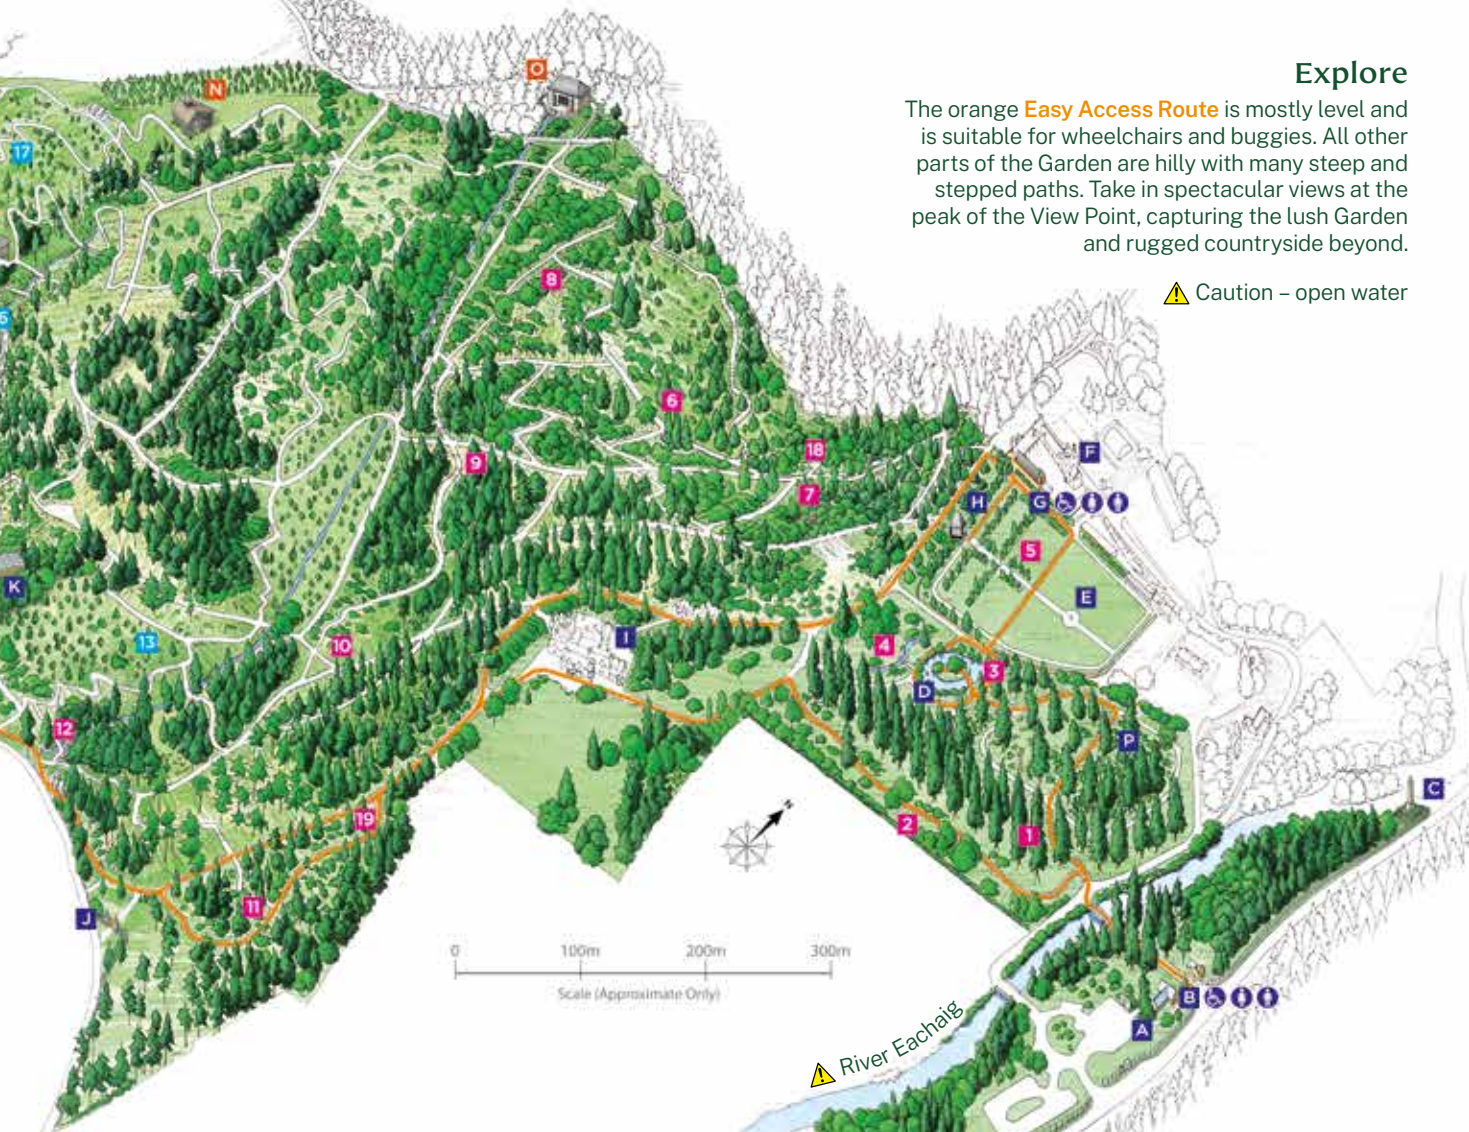 Explore
The orange Easy Access Route is mostly level and
is suitable for wheelchairs and buggies. All other
parts of the Garden are hilly with many steep and
stepped paths. Take in spectacular views at the
peak of the View Point, capturing the lush Garden
and rugged countryside beyond.
Caution – open water
O
N
17
8
6
18
9
7
F
H
G
5
E
K
13
10
I
4
3
D
12
P
C
19
2
1
11
J
N
0 100m 200m 300m
Scale (Approximate Only)
B
A
River Eachaig